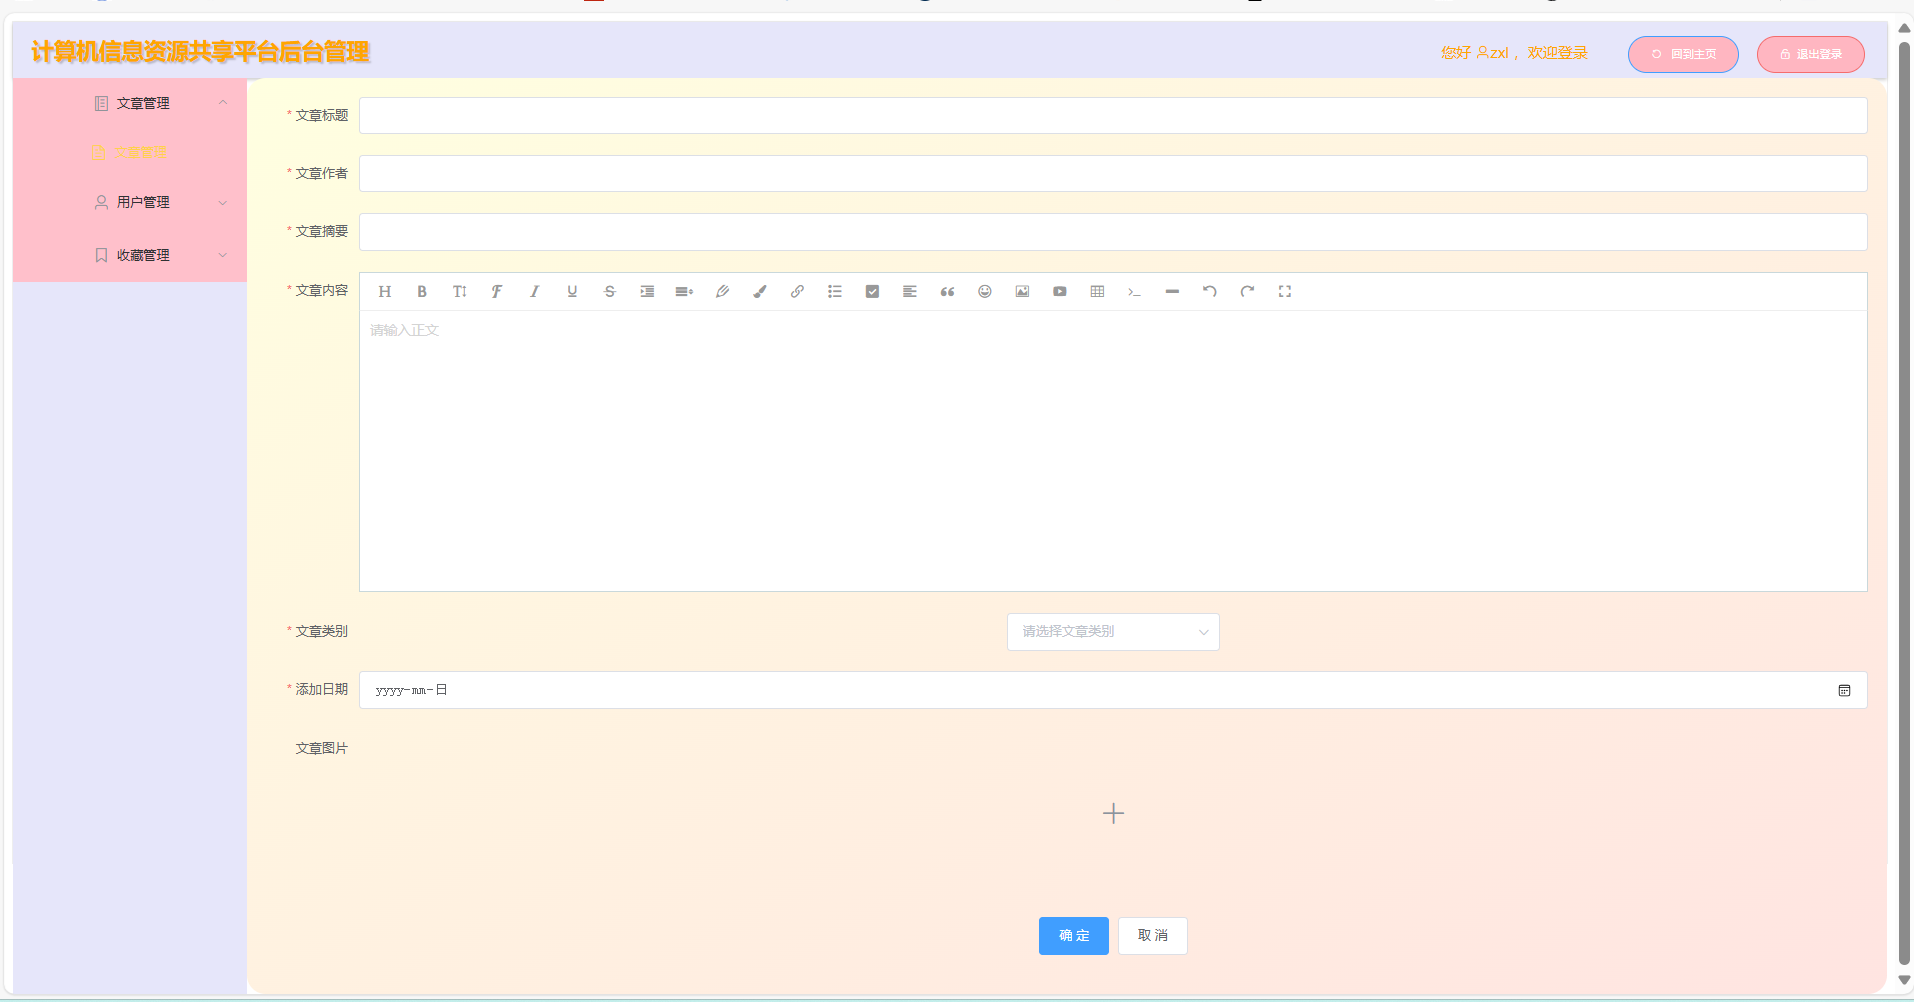 计算机信息资源共享平台后台管理
您好 zxl ，欢迎登录
回到主页
退出登录
文章管理
文章管理
用户管理
收藏管理
* 文章标题
* 文章作者
* 文章摘要
* 文章内容
请输入正文
* 文章类别
请选择文章类别
* 添加日期
yyyy-mm-日
文章图片
确 定
取 消